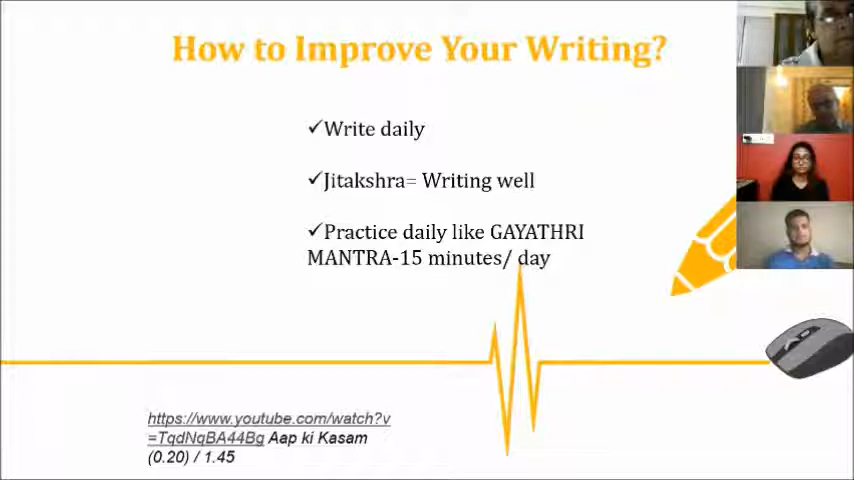 How to Improve Your Writing?
✓Write daily
✓Jitakshra= Writing well
✓Practice daily like GAYATHRI
MANTRA-15 minutes/ day
https://www.youtube.com/watch?v
=TqdNqBA44Bg Aap ki Kasam
(0.20) / 1.45